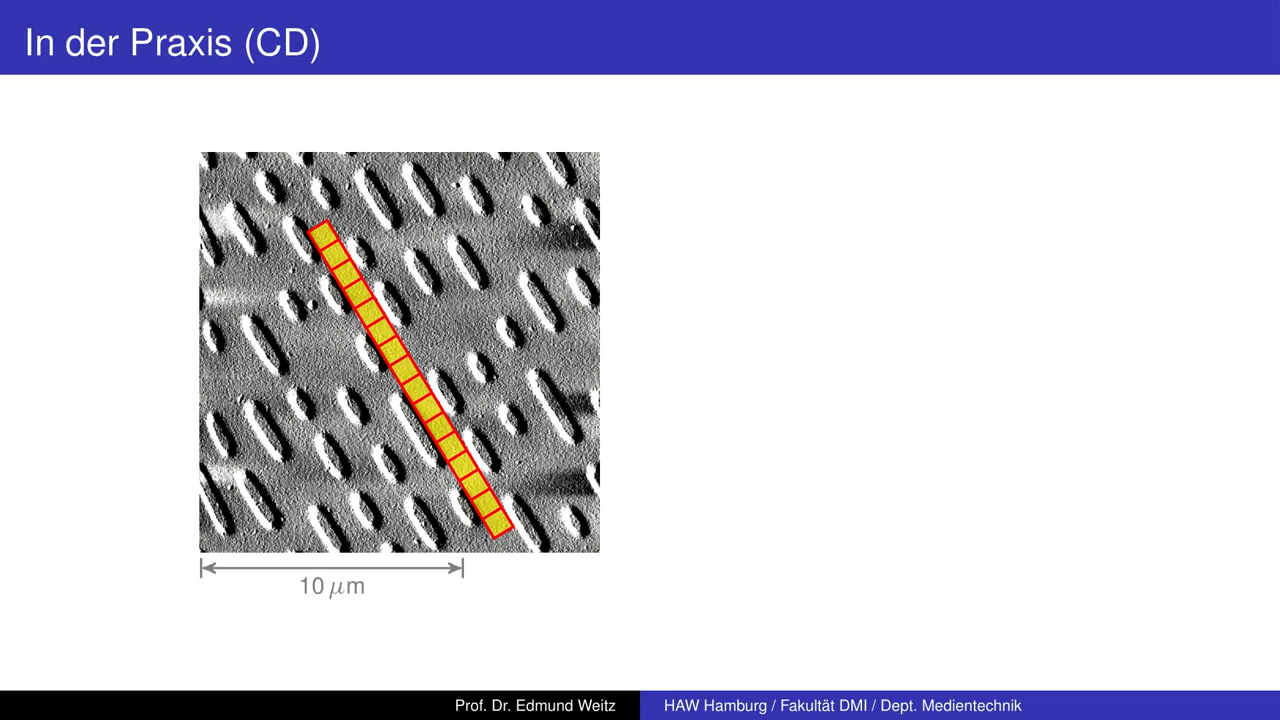 In der Praxis (CD)
10 μm
Prof. Dr. Edmund Weitz
HAW Hamburg / Fakultät DMI / Dept. Medientechnik